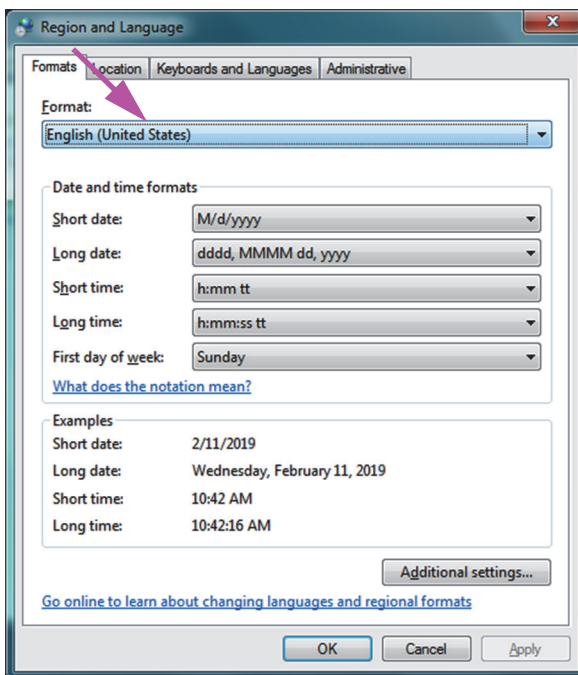 Region and Language
Formats Location Keyboards and Languages Administrative
Format:
English (United States)
Date and time formats
Short date: M/d/yyyy
Long date: dddd, MMMM dd, yyyy
Short time: h:mm tt
Long time: h:mm:ss tt
First day of week: Sunday
What does the notation mean?
Examples
Short date: 2/11/2019
Long date: Wednesday, February 11, 2019
Short time: 10:42 AM
Long time: 10:42:16 AM
Additional settings...
Go online to learn about changing languages and regional formats
OK Cancel Apply